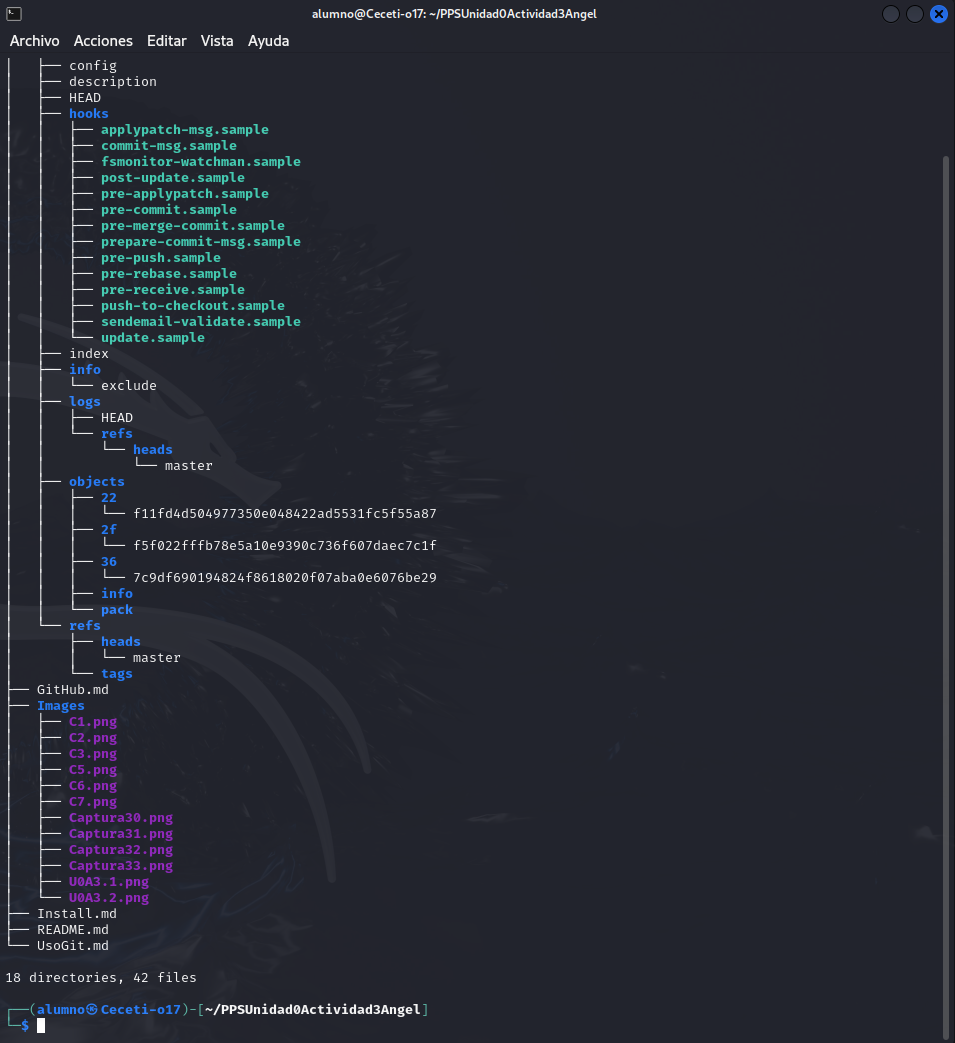 alumno@Ceceti-o17: ~/PPSUnidad0Actividad3Angel
Archivo Acciones Editar Vista Ayuda
│   ├── config
│   ├── description
│   ├── HEAD
│   ├── hooks
│   │   ├── applypatch-msg.sample
│   │   ├── commit-msg.sample
│   │   ├── fsmonitor-watchman.sample
│   │   ├── post-update.sample
│   │   ├── pre-applypatch.sample
│   │   ├── pre-commit.sample
│   │   ├── pre-merge-commit.sample
│   │   ├── prepare-commit-msg.sample
│   │   ├── pre-push.sample
│   │   ├── pre-rebase.sample
│   │   ├── pre-receive.sample
│   │   ├── push-to-checkout.sample
│   │   ├── sendemail-validate.sample
│   │   └── update.sample
│   ├── index
│   ├── info
│   │   └── exclude
│   ├── logs
│   │   ├── HEAD
│   │   └── refs
│   │       └── heads
│   │           └── master
│   ├── objects
│   │   ├── 22
│   │   │   └── f11fd4d504977350e048422ad5531fc5f55a87
│   │   ├── 2f
│   │   │   └── f5f022fffb78e5a10e9390c736f607daec7c1f
│   │   ├── 36
│   │   │   └── 7c9df690194824f8618020f07aba0e6076be29
│   │   ├── info
│   │   └── pack
│   └── refs
│       ├── heads
│       │   └── master
│       └── tags
├── GitHub.md
├── Images
│   ├── C1.png
│   ├── C2.png
│   ├── C3.png
│   ├── C5.png
│   ├── C6.png
│   ├── C7.png
│   ├── Captura30.png
│   ├── Captura31.png
│   ├── Captura32.png
│   ├── Captura33.png
│   ├── U0A3.1.png
│   └── U0A3.2.png
├── Install.md
├── README.md
└── UsoGit.md
18 directories, 42 files
┌──(alumno㉿Ceceti-o17)-[~/PPSUnidad0Actividad3Angel]
└─$